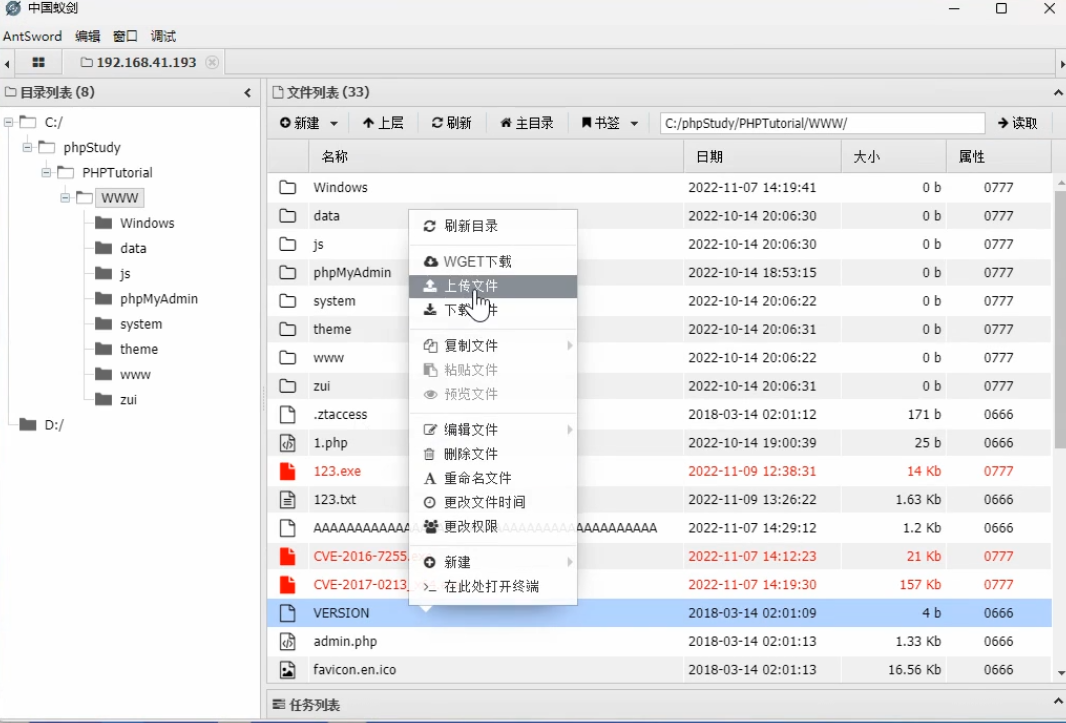 中国蚁剑
AntSword 编辑 窗口 调试
192.168.41.193
目录列表 (8)
文件列表 (33)
新建 上层 刷新 主目录 书签 C:/phpStudy/PHPTutorial/WWW/ 读取
C:/
phpStudy
PHPTutorial
WWW
Windows
data
js
phpMyAdmin
system
theme
www
zui
D:/
名称 日期 大小 属性
Windows 2022-11-07 14:19:41 0 b 0777
data 2022-10-14 20:06:30 0 b 0777
js 2022-10-14 20:06:30 0 b 0777
phpMyAdmin 2022-10-14 18:53:15 0 b 0777
system 2022-10-14 20:06:22 0 b 0777
theme 2022-10-14 20:06:31 0 b 0777
www 2022-10-14 20:06:22 0 b 0777
zui 2022-10-14 20:06:31 0 b 0777
.ztaccess 2018-03-14 02:01:12 171 b 0666
1.php 2022-10-14 19:00:39 25 b 0666
123.exe 2022-11-09 12:38:31 14 Kb 0777
123.txt 2022-11-09 13:26:22 1.63 Kb 0666
2022-11-07 14:29:12 1.2 Kb 0666
CVE-2016-7255. 2022-11-07 14:12:23 21 Kb 0777
CVE-2017-0213_ 2022-11-07 14:19:30 157 Kb 0777
VERSION 2018-03-14 02:01:09 4 b 0666
admin.php 2018-03-14 02:01:13 1.33 Kb 0666
favicon.en.ico 2018-03-14 02:01:13 16.56 Kb 0666
刷新目录
WGET下载
上传文件
下载文件
复制文件
粘贴文件
预览文件
编辑文件
删除文件
重命名文件
更改文件时间
更改权限
新建
在此处打开终端
任务列表